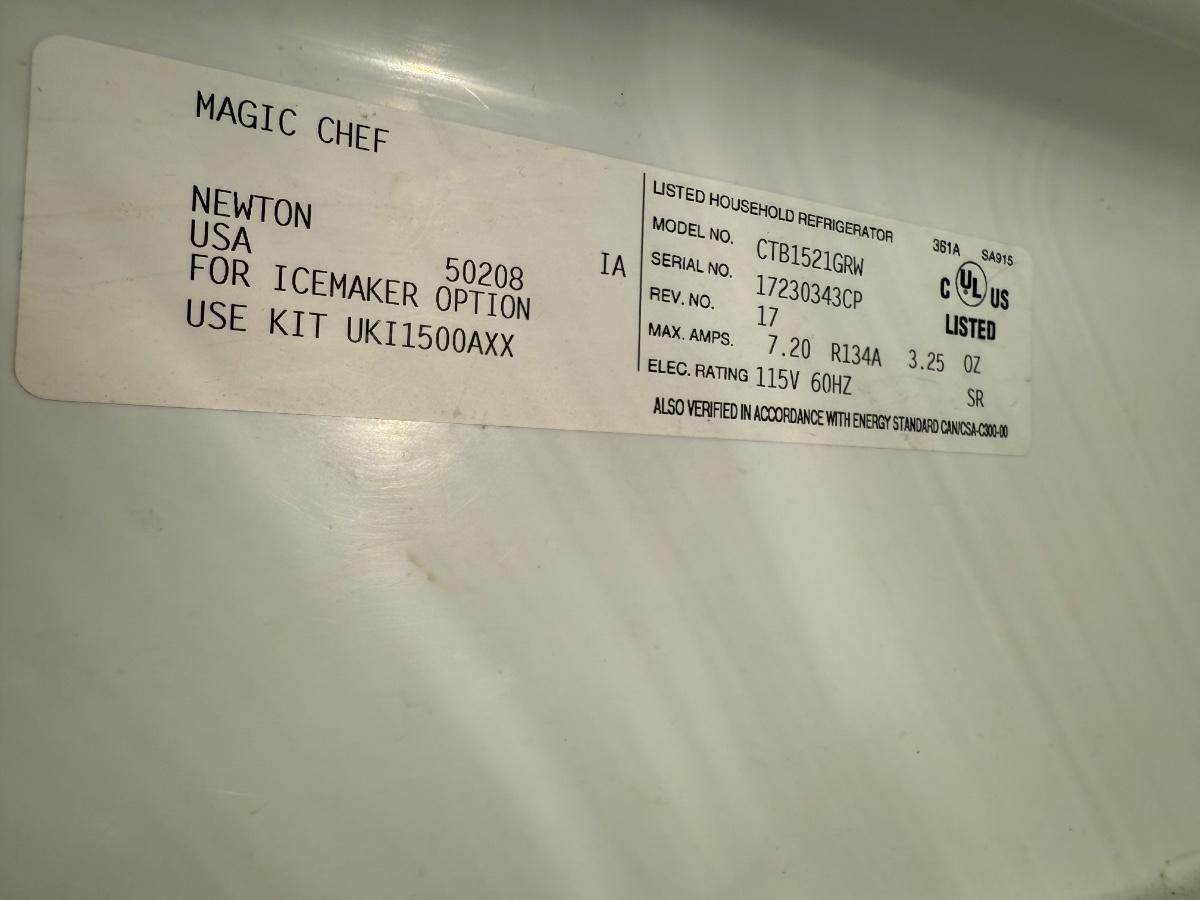 MAGIC CHEF
NEWTON IA
USA 50208
FOR ICEMAKER OPTION
USE KIT UKI1500AXX
LISTED HOUSEHOLD REFRIGERATOR
MODEL NO. CTB1521GRW
SERIAL NO. 17230343CP
REV. NO. 17
MAX. AMPS. 7.20 R134A 3.25 OZ
ELEC. RATING 115V 60HZ SR
ALSO VERIFIED IN ACCORDANCE WITH ENERGY STANDARD CAN/CSA-C300-00
361A SA915
C UL US
LISTED